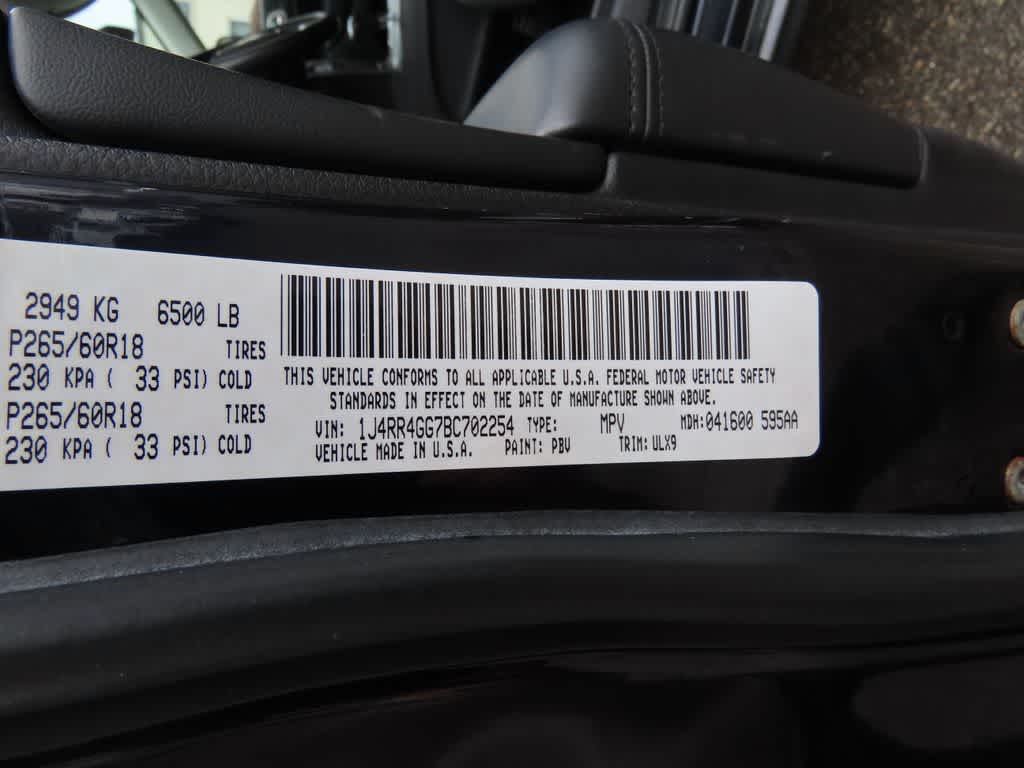 2949 KG 6500 LB
P265/60R18 TIRES
230 KPA ( 33 PSI) COLD
P265/60R18 TIRES
230 KPA ( 33 PSI) COLD
THIS VEHICLE CONFORMS TO ALL APPLICABLE U.S.A. FEDERAL MOTOR VEHICLE SAFETY
STANDARDS IN EFFECT ON THE DATE OF MANUFACTURE SHOWN ABOVE.
VIN: 1J4RR4GG7BC702254 TYPE: MPV MDH:041600 595AA
VEHICLE MADE IN U.S.A. PAINT: PBV TRIM: ULX9